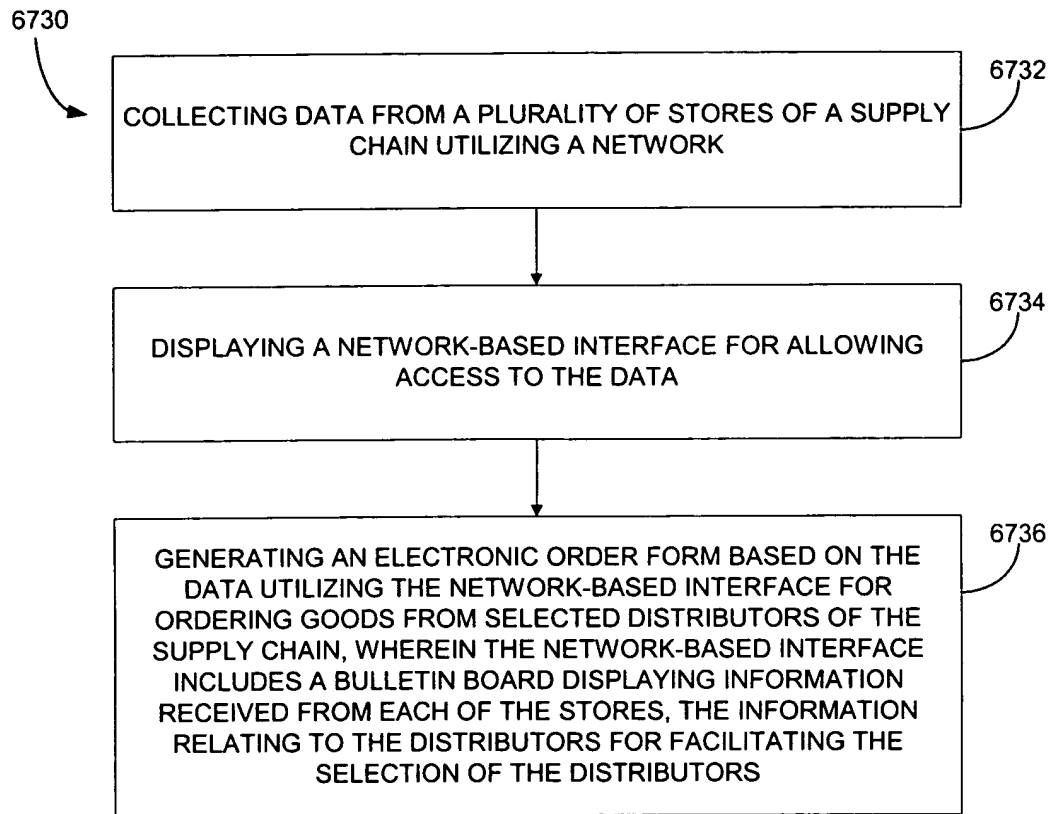 6730
6732
COLLECTING DATA FROM A PLURALITY OF STORES OF A SUPPLY
CHAIN UTILIZING A NETWORK
6734
DISPLAYING A NETWORK-BASED INTERFACE FOR ALLOWING
ACCESS TO THE DATA
6736
GENERATING AN ELECTRONIC ORDER FORM BASED ON THE
DATA UTILIZING THE NETWORK-BASED INTERFACE FOR
ORDERING GOODS FROM SELECTED DISTRIBUTORS OF THE
SUPPLY CHAIN, WHEREIN THE NETWORK-BASED INTERFACE
INCLUDES A BULLETIN BOARD DISPLAYING INFORMATION
RECEIVED FROM EACH OF THE STORES, THE INFORMATION
RELATING TO THE DISTRIBUTORS FOR FACILITATING THE
SELECTION OF THE DISTRIBUTORS